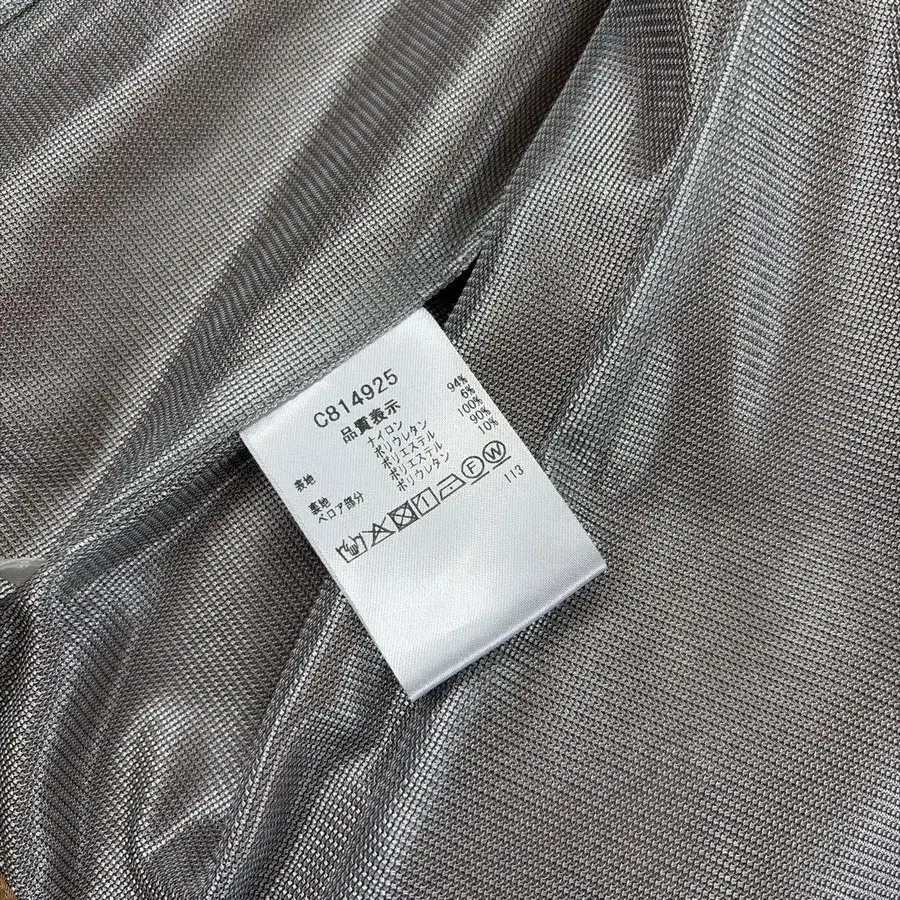 C814925
品質表示
表地 ナイロン 94%
ポリウレタン 6%
裏地 ポリエステル 100%
ベロア部分 ポリエステル 90%
ポリウレタン 10%
F W
113